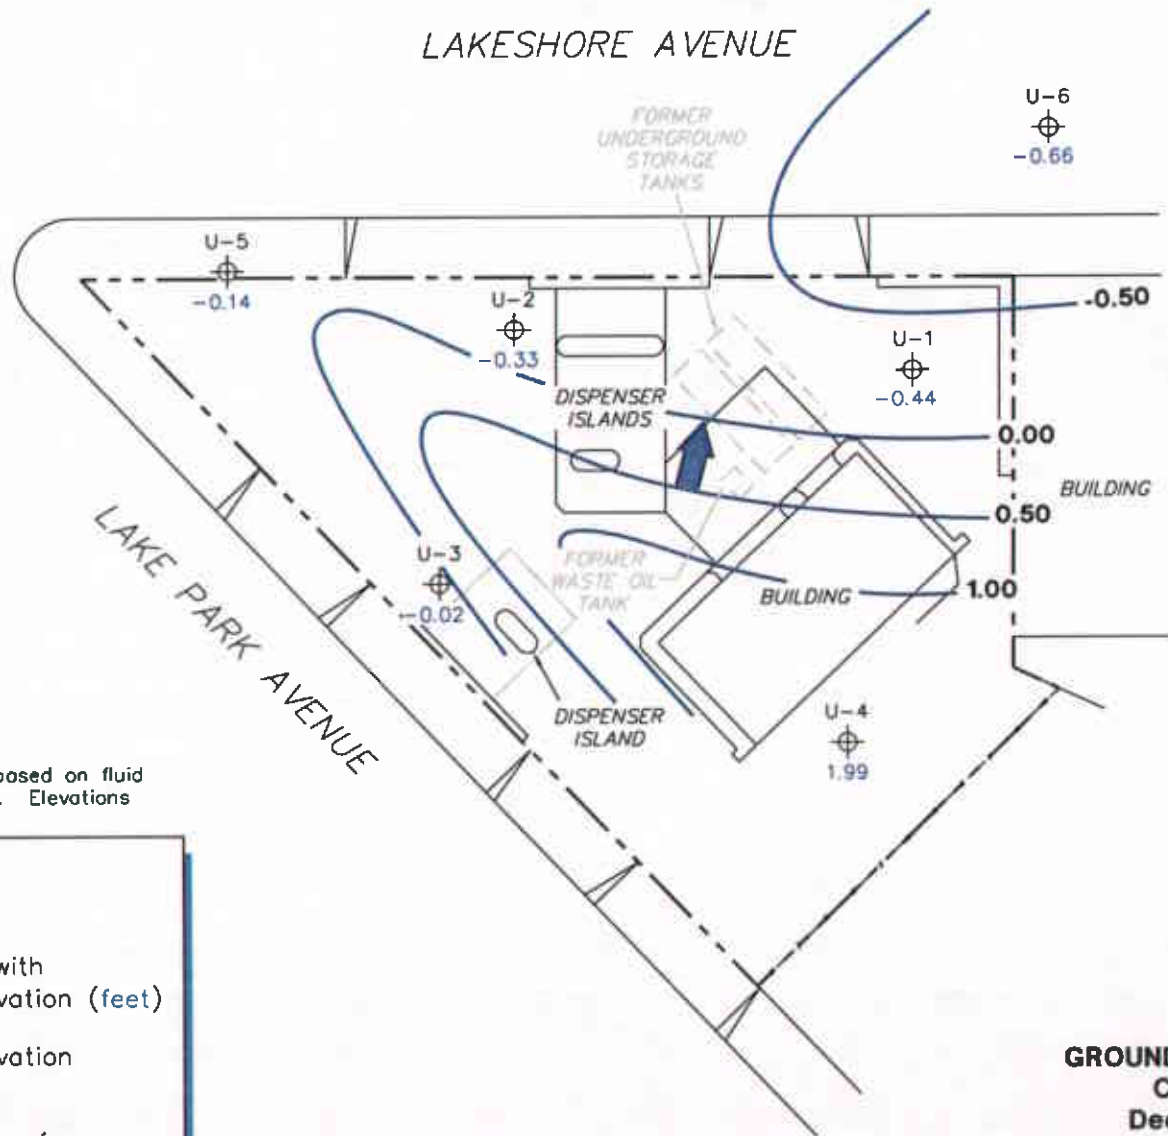 LAKESHORE AVENUE
FORMER
UNDERGROUND
STORAGE
TANKS
U-6
-0.66
U-5
-0.14
U-2
-0.33
-0.50
U-1
-0.44
DISPENSER
ISLANDS
0.00
BUILDING
0.50
LAKE PARK AVENUE
U-3
-0.02
FORMER
WASTE OIL
TANK
BUILDING
1.00
DISPENSER
ISLAND
U-4
1.99
based on fluid
Elevations
with
vation (feet)
vation
GROUND
C
Dec